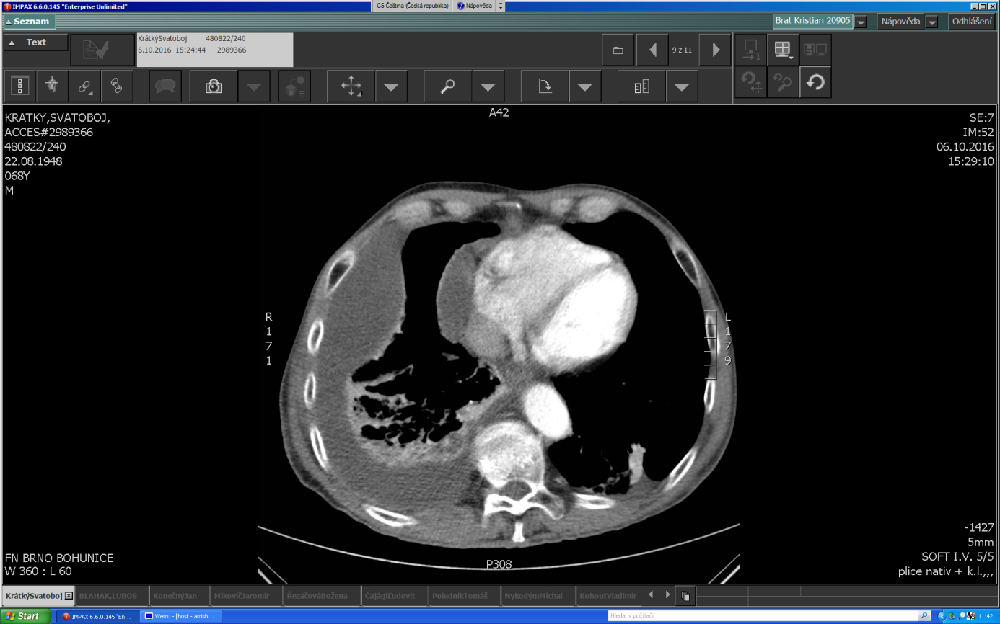 IMPAX 6.6.0.145 "Enterprise Unlimited"
CS Čeština (Česká republika)
Nápověda
Seznam
Brat Kristian 20905
Nápověda
Odhlášení
Text
KrátkýSvatoboj 480822/240
6.10.2016 15:24:44 2989366
9 z 11
1
KRATKY,SVATOBOJ,
ACCES#2989366
480822/240
22.08.1948
068Y
M
A42
SE:7
IM:52
06.10.2016
15:29:10
R
1
7
1
L
1
7
9
FN BRNO BOHUNICE
W 360 : L 60
P308
-1427
5mm
SOFT I.V. 5/5
plice nativ + k.l.,,,
KrátkýSvatoboj
BLAHAK,LUBOS
KonečnýJan
MikovičJaromír
ŘezáčováBožena
ČajágiĽudovít
PoledníkTomáš
NykodýmMichal
KohoutVladimír
Start
IMPAX 6.6.0.145 "En...
Wemu - [host - amish...
Hledat v počítači
11:42